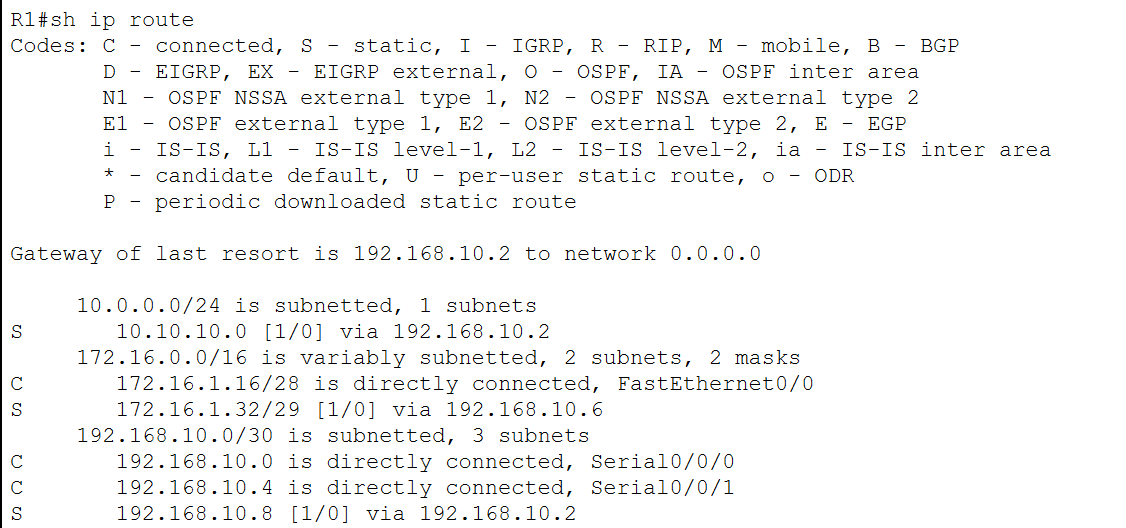 R1#sh ip route
Codes: C - connected, S - static, I - IGRP, R - RIP, M - mobile, B - BGP
D - EIGRP, EX - EIGRP external, O - OSPF, IA - OSPF inter area
N1 - OSPF NSSA external type 1, N2 - OSPF NSSA external type 2
E1 - OSPF external type 1, E2 - OSPF external type 2, E - EGP
i - IS-IS, L1 - IS-IS level-1, L2 - IS-IS level-2, ia - IS-IS inter area
* - candidate default, U - per-user static route, o - ODR
P - periodic downloaded static route
Gateway of last resort is 192.168.10.2 to network 0.0.0.0
10.0.0.0/24 is subnetted, 1 subnets
S 10.10.10.0 [1/0] via 192.168.10.2
172.16.0.0/16 is variably subnetted, 2 subnets, 2 masks
C 172.16.1.16/28 is directly connected, FastEthernet0/0
S 172.16.1.32/29 [1/0] via 192.168.10.6
192.168.10.0/30 is subnetted, 3 subnets
C 192.168.10.0 is directly connected, Serial0/0/0
C 192.168.10.4 is directly connected, Serial0/0/1
S 192.168.10.8 [1/0] via 192.168.10.2